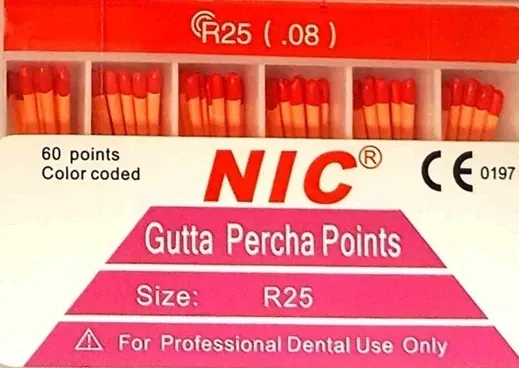 R25 ( .08 )
60 points
Color coded
NIC®
CE 0197
Gutta Percha Points
Size: R25
⚠ For Professional Dental Use Only